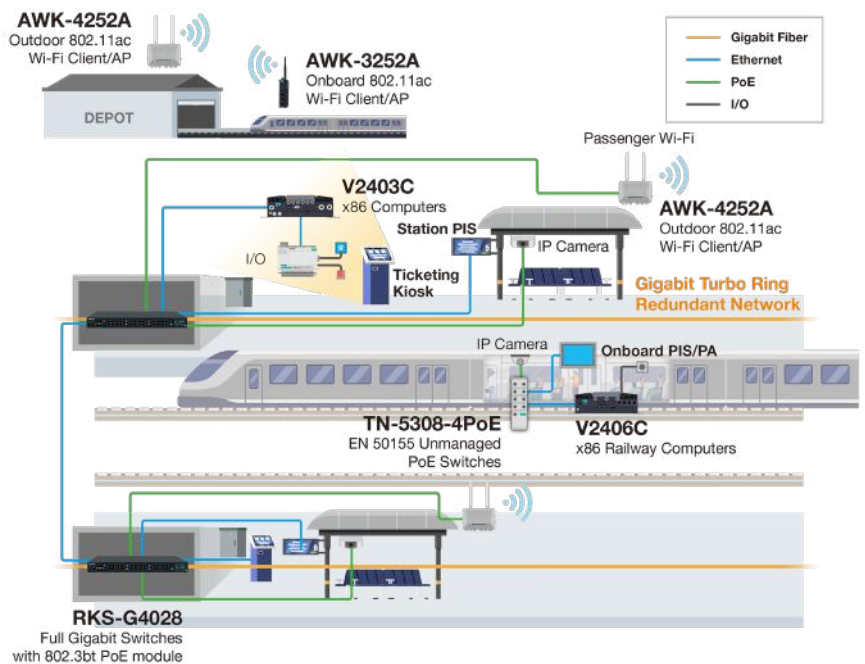 AWK-4252A
Outdoor 802.11ac
Wi-Fi Client/AP
AWK-3252A
Onboard 802.11ac
Wi-Fi Client/AP
DEPOT
Gigabit Fiber
Ethernet
PoE
I/O
Passenger Wi-Fi
AWK-4252A
Outdoor 802.11ac
Wi-Fi Client/AP
V2403C
x86 Computers
I/O
Ticketing
Kiosk
Station PIS
IP Camera
Gigabit Turbo Ring
Redundant Network
IP Camera
Onboard PIS/PA
TN-5308-4PoE
EN 50155 Unmanaged
PoE Switches
V2406C
x86 Railway Computers
RKS-G4028
Full Gigabit Switches
with 802.3bt PoE module